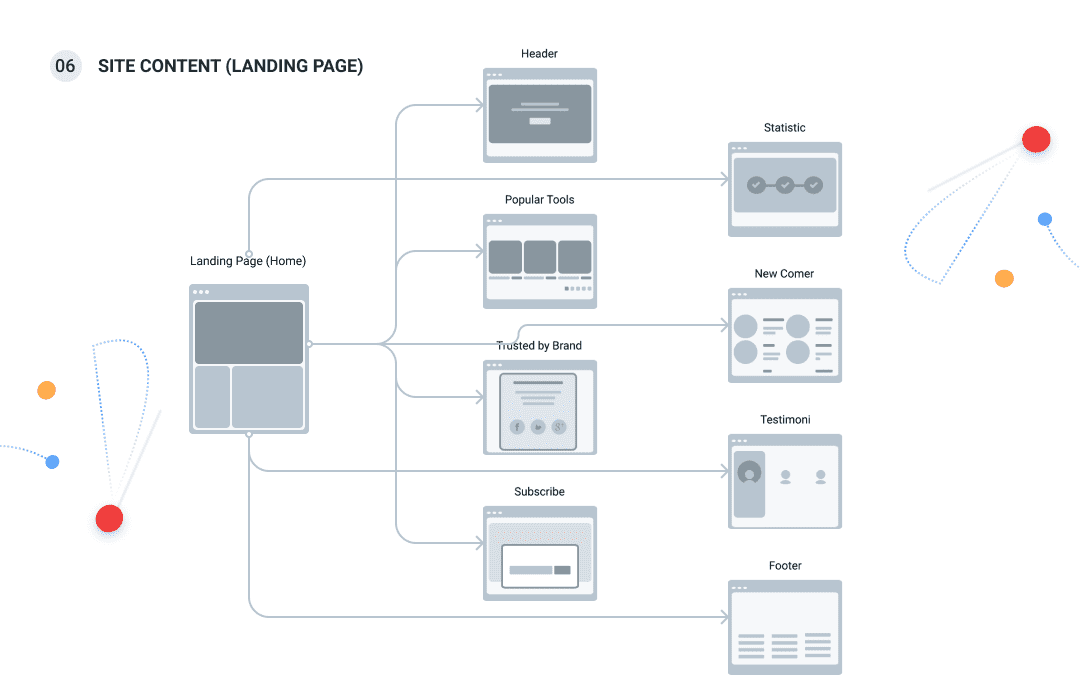 06 SITE CONTENT (LANDING PAGE)
Header
Statistic
Popular Tools
Landing Page (Home)
New Comer
Trusted by Brand
Testimoni
Subscribe
Footer